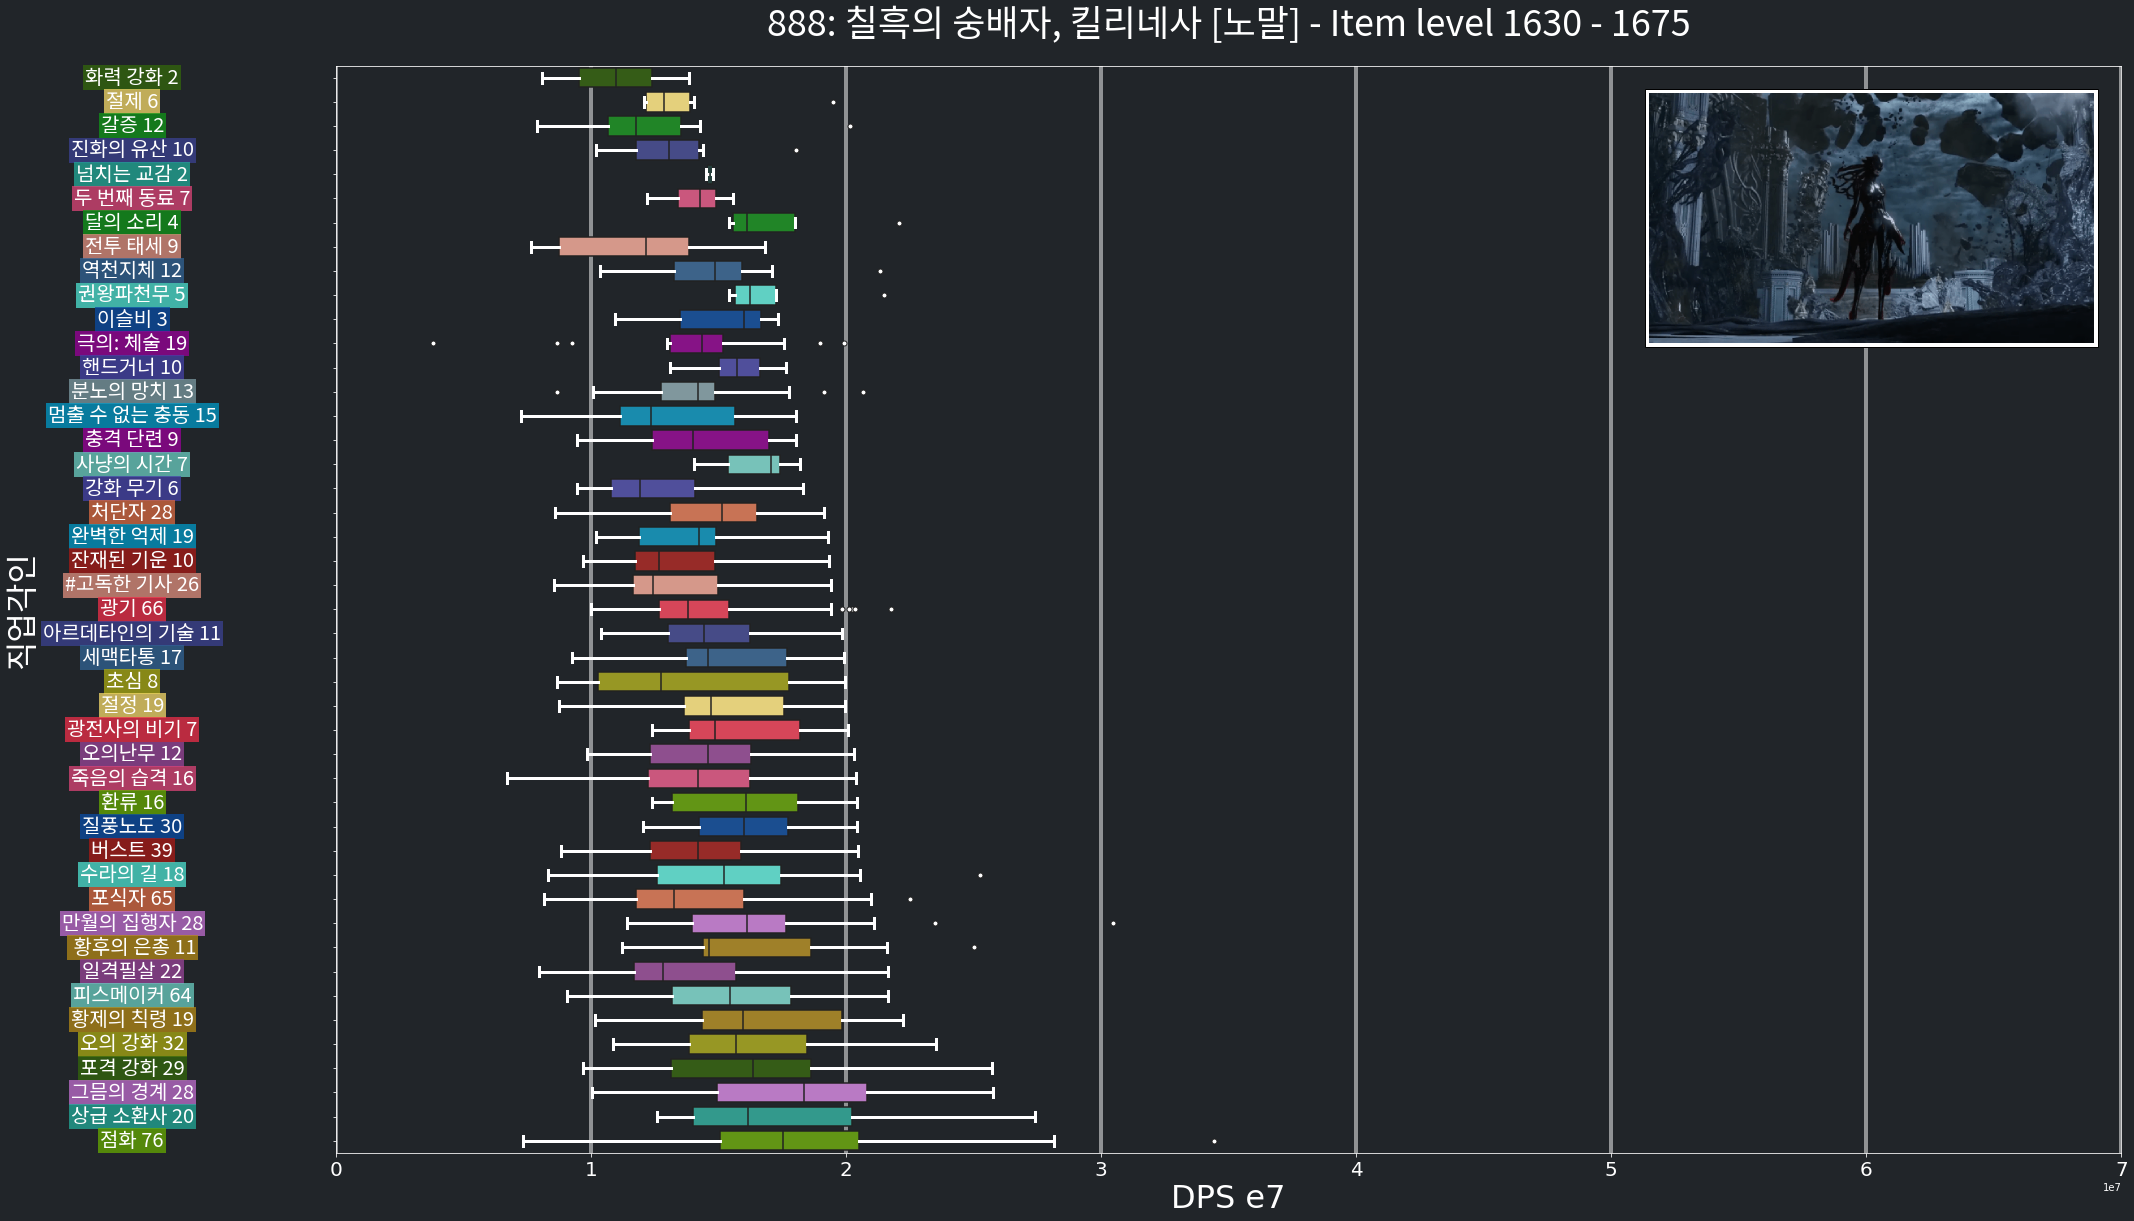 888: 칠흑의 숭배자, 킬리네사 [노말] - Item level 1630 - 1675
직업각인
화력 강화 2
절제 6
갈증 12
진화의 유산 10
넘치는 교감 2
두 번째 동료 7
달의 소리 4
전투 태세 9
역천지체 12
권왕파천무 5
이슬비 3
극의: 체술 19
핸드거너 10
분노의 망치 13
멈출 수 없는 충동 15
충격 단련 9
사냥의 시간 7
강화 무기 6
처단자 28
완벽한 억제 19
잔재된 기운 10
#고독한 기사 26
광기 66
아르데타인의 기술 11
세맥타통 17
초심 8
절정 19
광전사의 비기 7
오의난무 12
죽음의 습격 16
환류 16
질풍노도 30
버스트 39
수라의 길 18
포식자 65
만월의 집행자 28
황후의 은총 11
일격필살 22
피스메이커 64
황제의 칙령 19
오의 강화 32
포격 강화 29
그믐의 경계 28
상급 소환사 20
점화 76
0 1 2 3 4 5 6 7
DPS e7
1e7